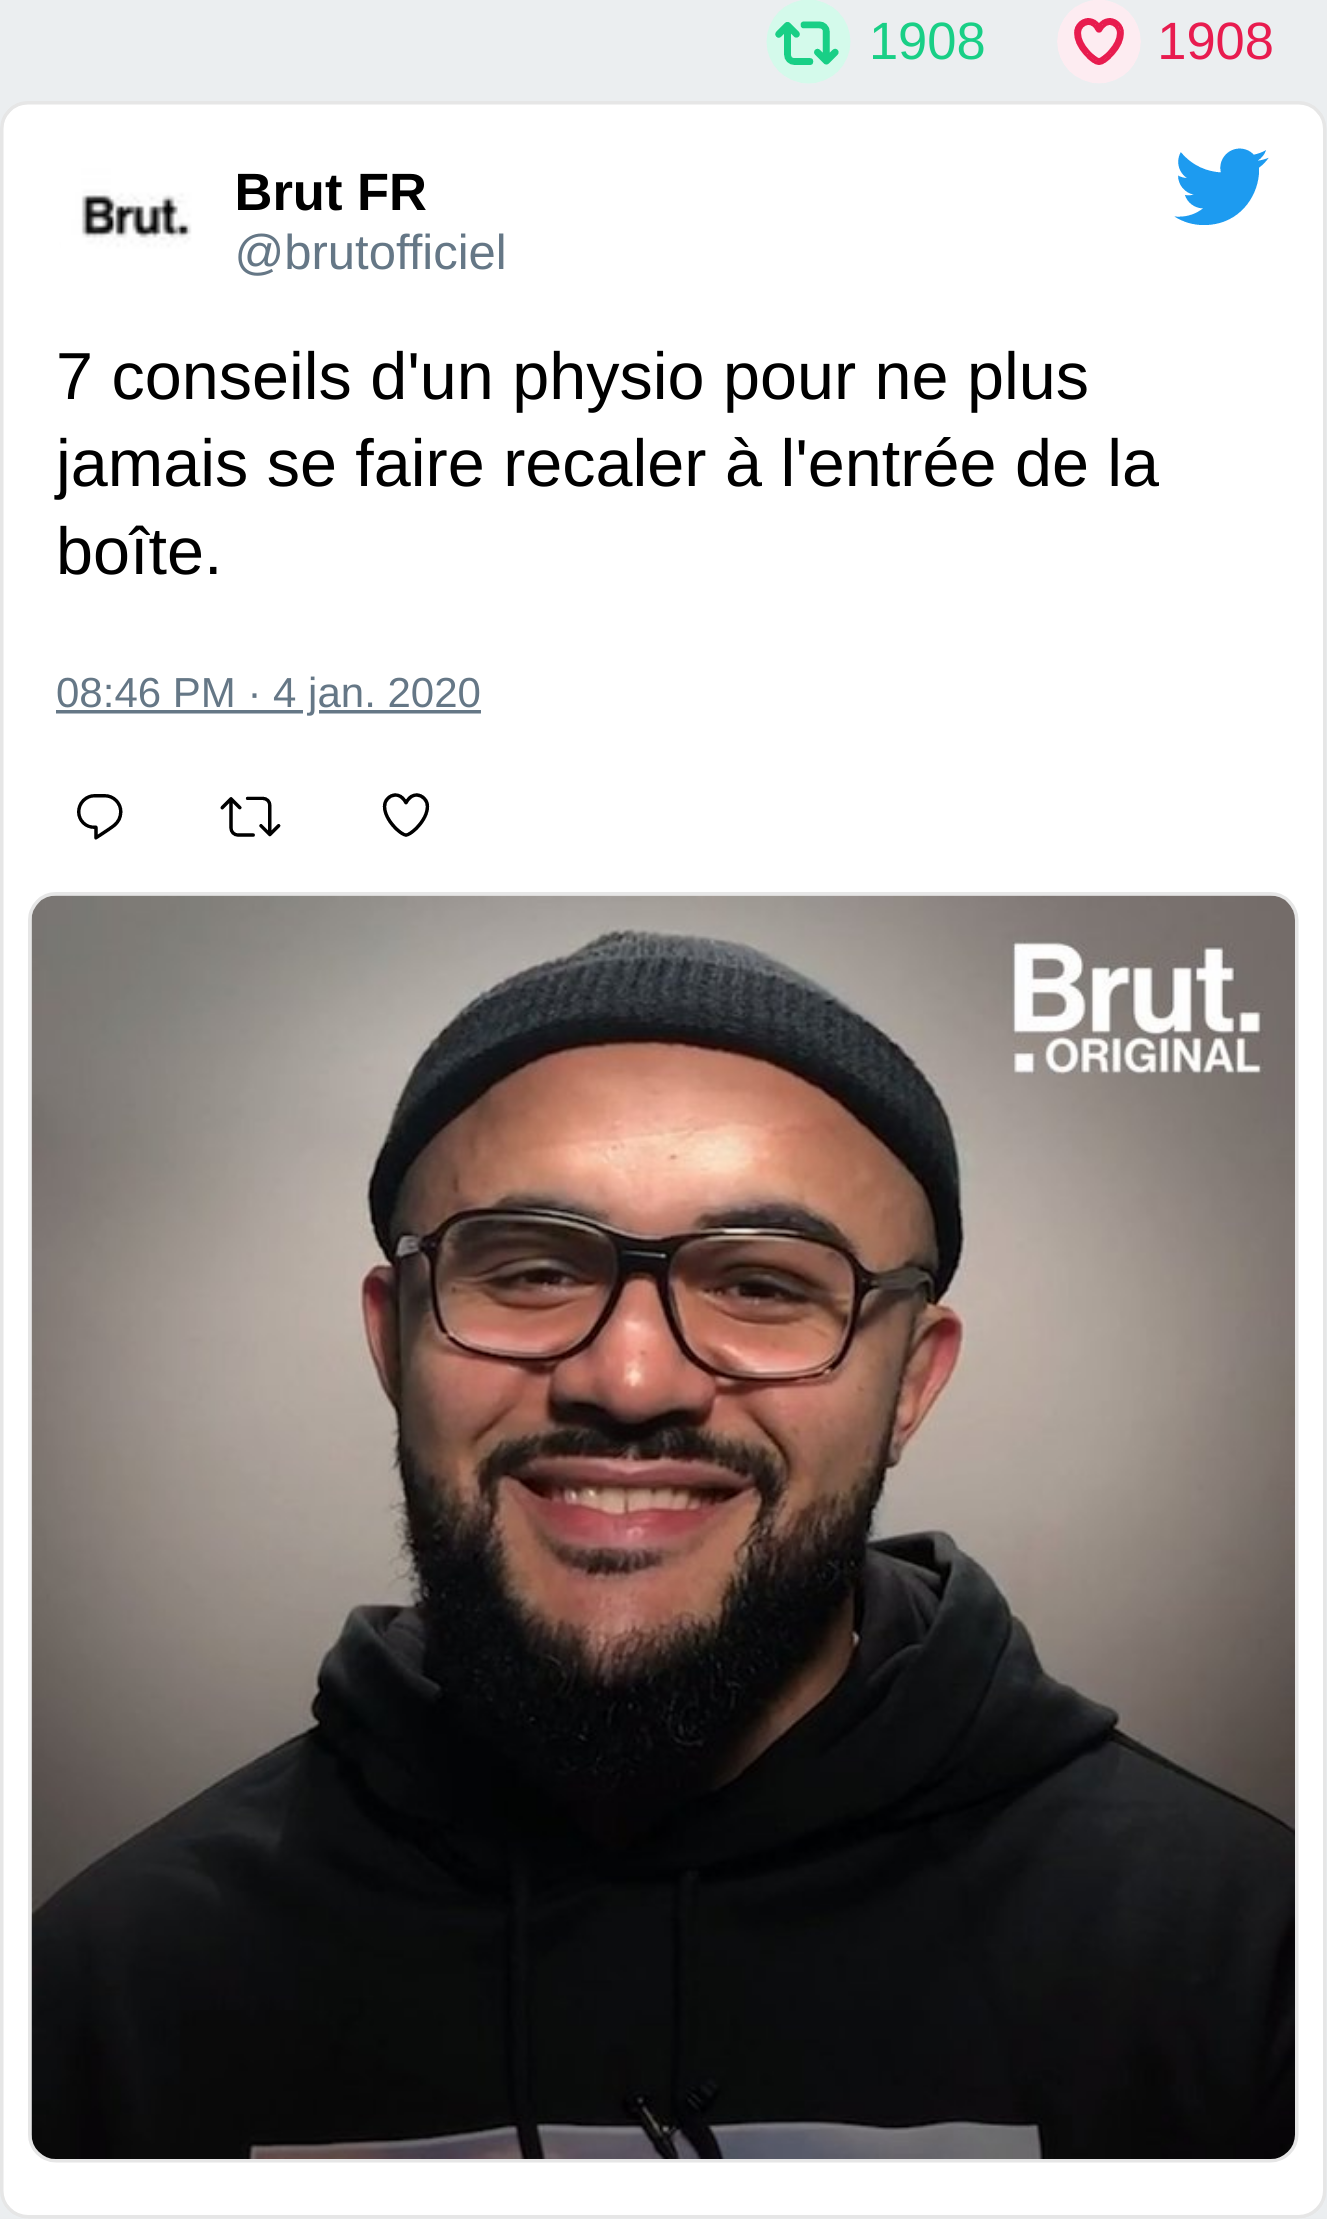 1908 1908
Brut. Brut FR
@brutofficiel
7 conseils d'un physio pour ne plus
jamais se faire recaler à l'entrée de la
boîte.
08:46 PM · 4 jan. 2020
Brut.
ORIGINAL